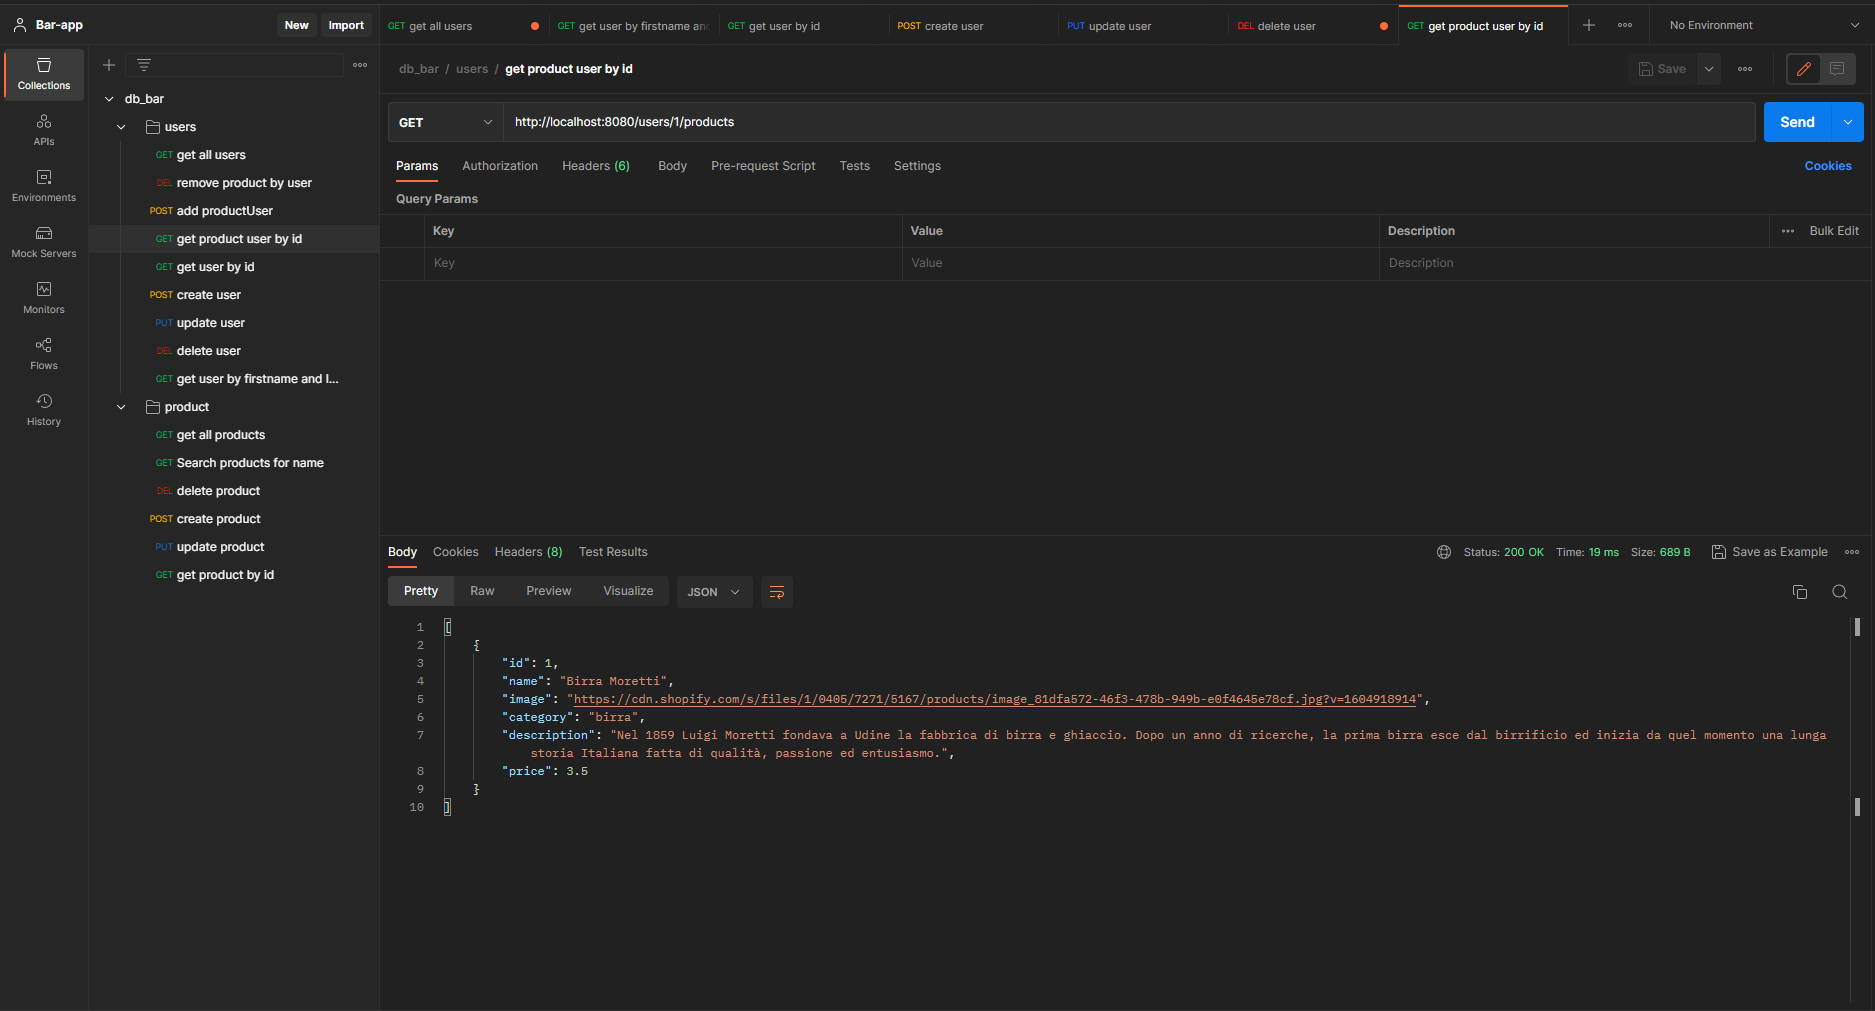 Bar-app
New
Import
GET get all users
GET get user by firstname and
GET get user by id
POST create user
PUT update user
DEL delete user
GET get product user by id
No Environment
Collections
APIs
Environments
Mock Servers
Monitors
Flows
History
db_bar
users
GET get all users
DEL remove product by user
POST add productUser
GET get product user by id
GET get user by id
POST create user
PUT update user
DEL delete user
GET get user by firstname and l...
product
GET get all products
GET Search products for name
DEL delete product
POST create product
PUT update product
GET get product by id
db_bar / users / get product user by id
Save
GET
http://localhost:8080/users/1/products
Send
Params
Authorization
Headers (6)
Body
Pre-request Script
Tests
Settings
Cookies
Query Params
Key
Value
Description
Bulk Edit
Key
Value
Description
Body
Cookies
Headers (8)
Test Results
Status: 200 OK
Time: 19 ms
Size: 689 B
Save as Example
Pretty
Raw
Preview
Visualize
JSON
1 [
2 {
3 "id": 1,
4 "name": "Birra Moretti",
5 "image": "https://cdn.shopify.com/s/files/1/0405/7271/5167/products/image_81dfa572-46f3-478b-949b-e0f4645e78cf.jpg?v=1604918914",
6 "category": "birra",
7 "description": "Nel 1859 Luigi Moretti fondava a Udine la fabbrica di birra e ghiaccio. Dopo un anno di ricerche, la prima birra esce dal birrificio ed inizia da quel momento una lunga
storia Italiana fatta di qualità, passione ed entusiasmo.",
8 "price": 3.5
9 }
10 ]